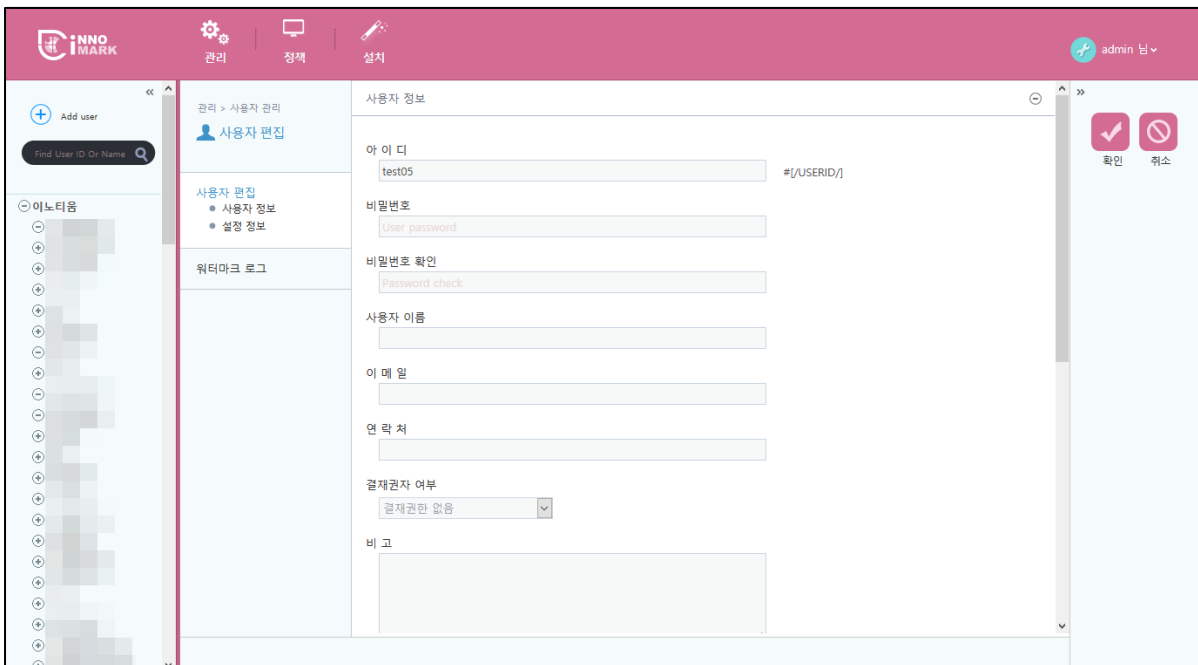 INNO
MARK
관리
정책
설치
admin 님
«
Add user
Find User ID Or Name
이노티움
관리 > 사용자 관리
사용자 편집
사용자 편집
사용자 정보
설정 정보
워터마크 로그
사용자 정보
아 이 디
test05
#[/USERID/]
비밀번호
User password
비밀번호 확인
Password check
사용자 이름
이 메 일
연 락 처
결재권자 여부
결재권한 없음
비 고
»
확인
취소